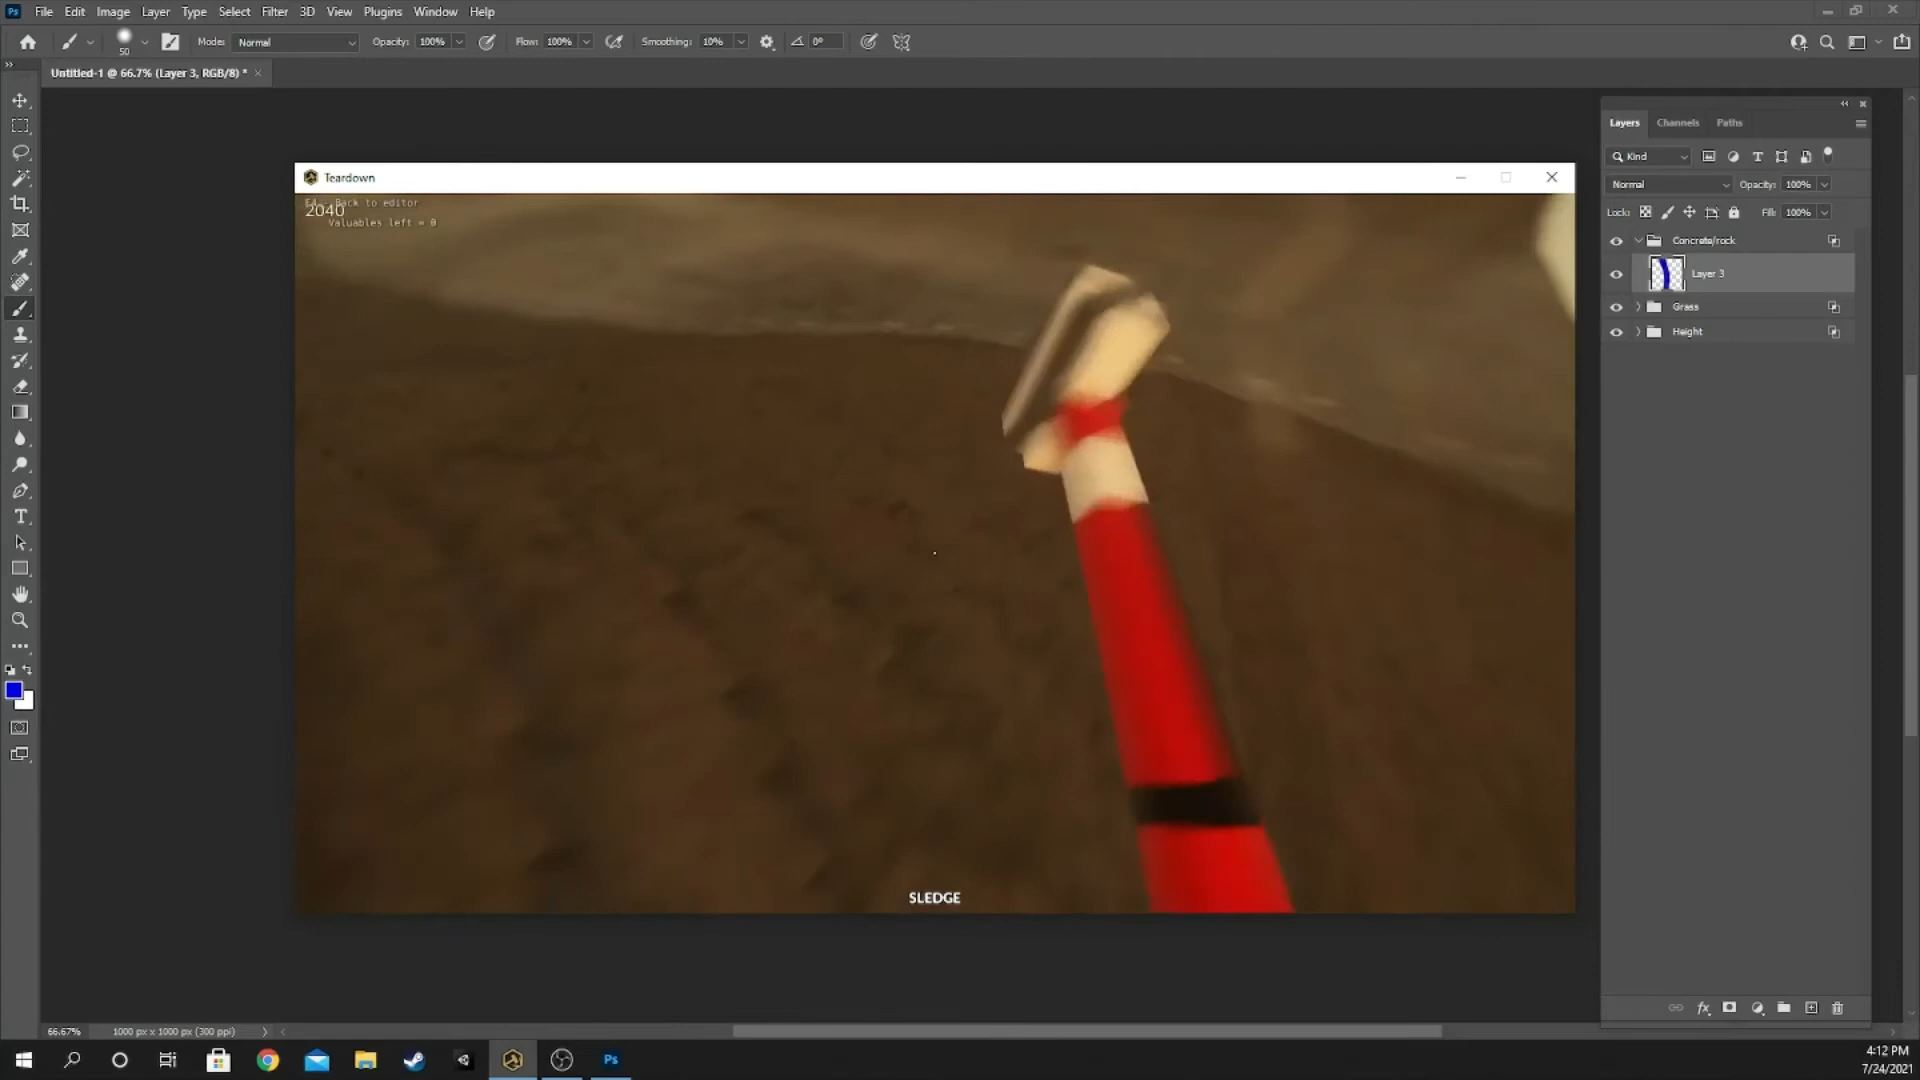 Ps File Edit Image Layer Type Select Filter 3D View Plugins Window Help
50 Mode: Normal Opacity: 100% Flow: 100% Smoothing: 10% 0°
Untitled-1 @ 66.7% (Layer 3, RGB/8) *
Layers Channels Paths
Kind
Normal Opacity: 100%
Lock: Fill: 100%
Concrete/rock
Layer 3
Grass
Height
Teardown
Back to editor
2040
Valuables left = 0
SLEDGE
66.67% 1000 px x 1000 px (300 ppi)
Ps
4:12 PM
7/24/2021